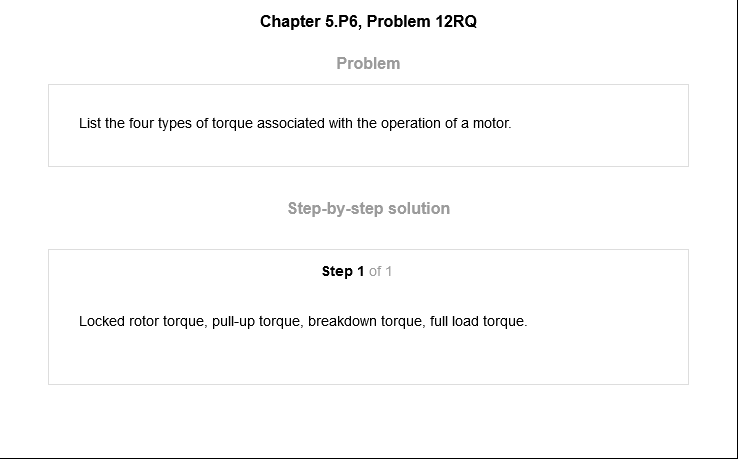 Chapter 5.P6, Problem 12RQ
Problem
List the four types of torque associated with the operation of a motor.
Step-by-step solution
Step 1 of 1
Locked rotor torque, pull-up torque, breakdown torque, full load torque.